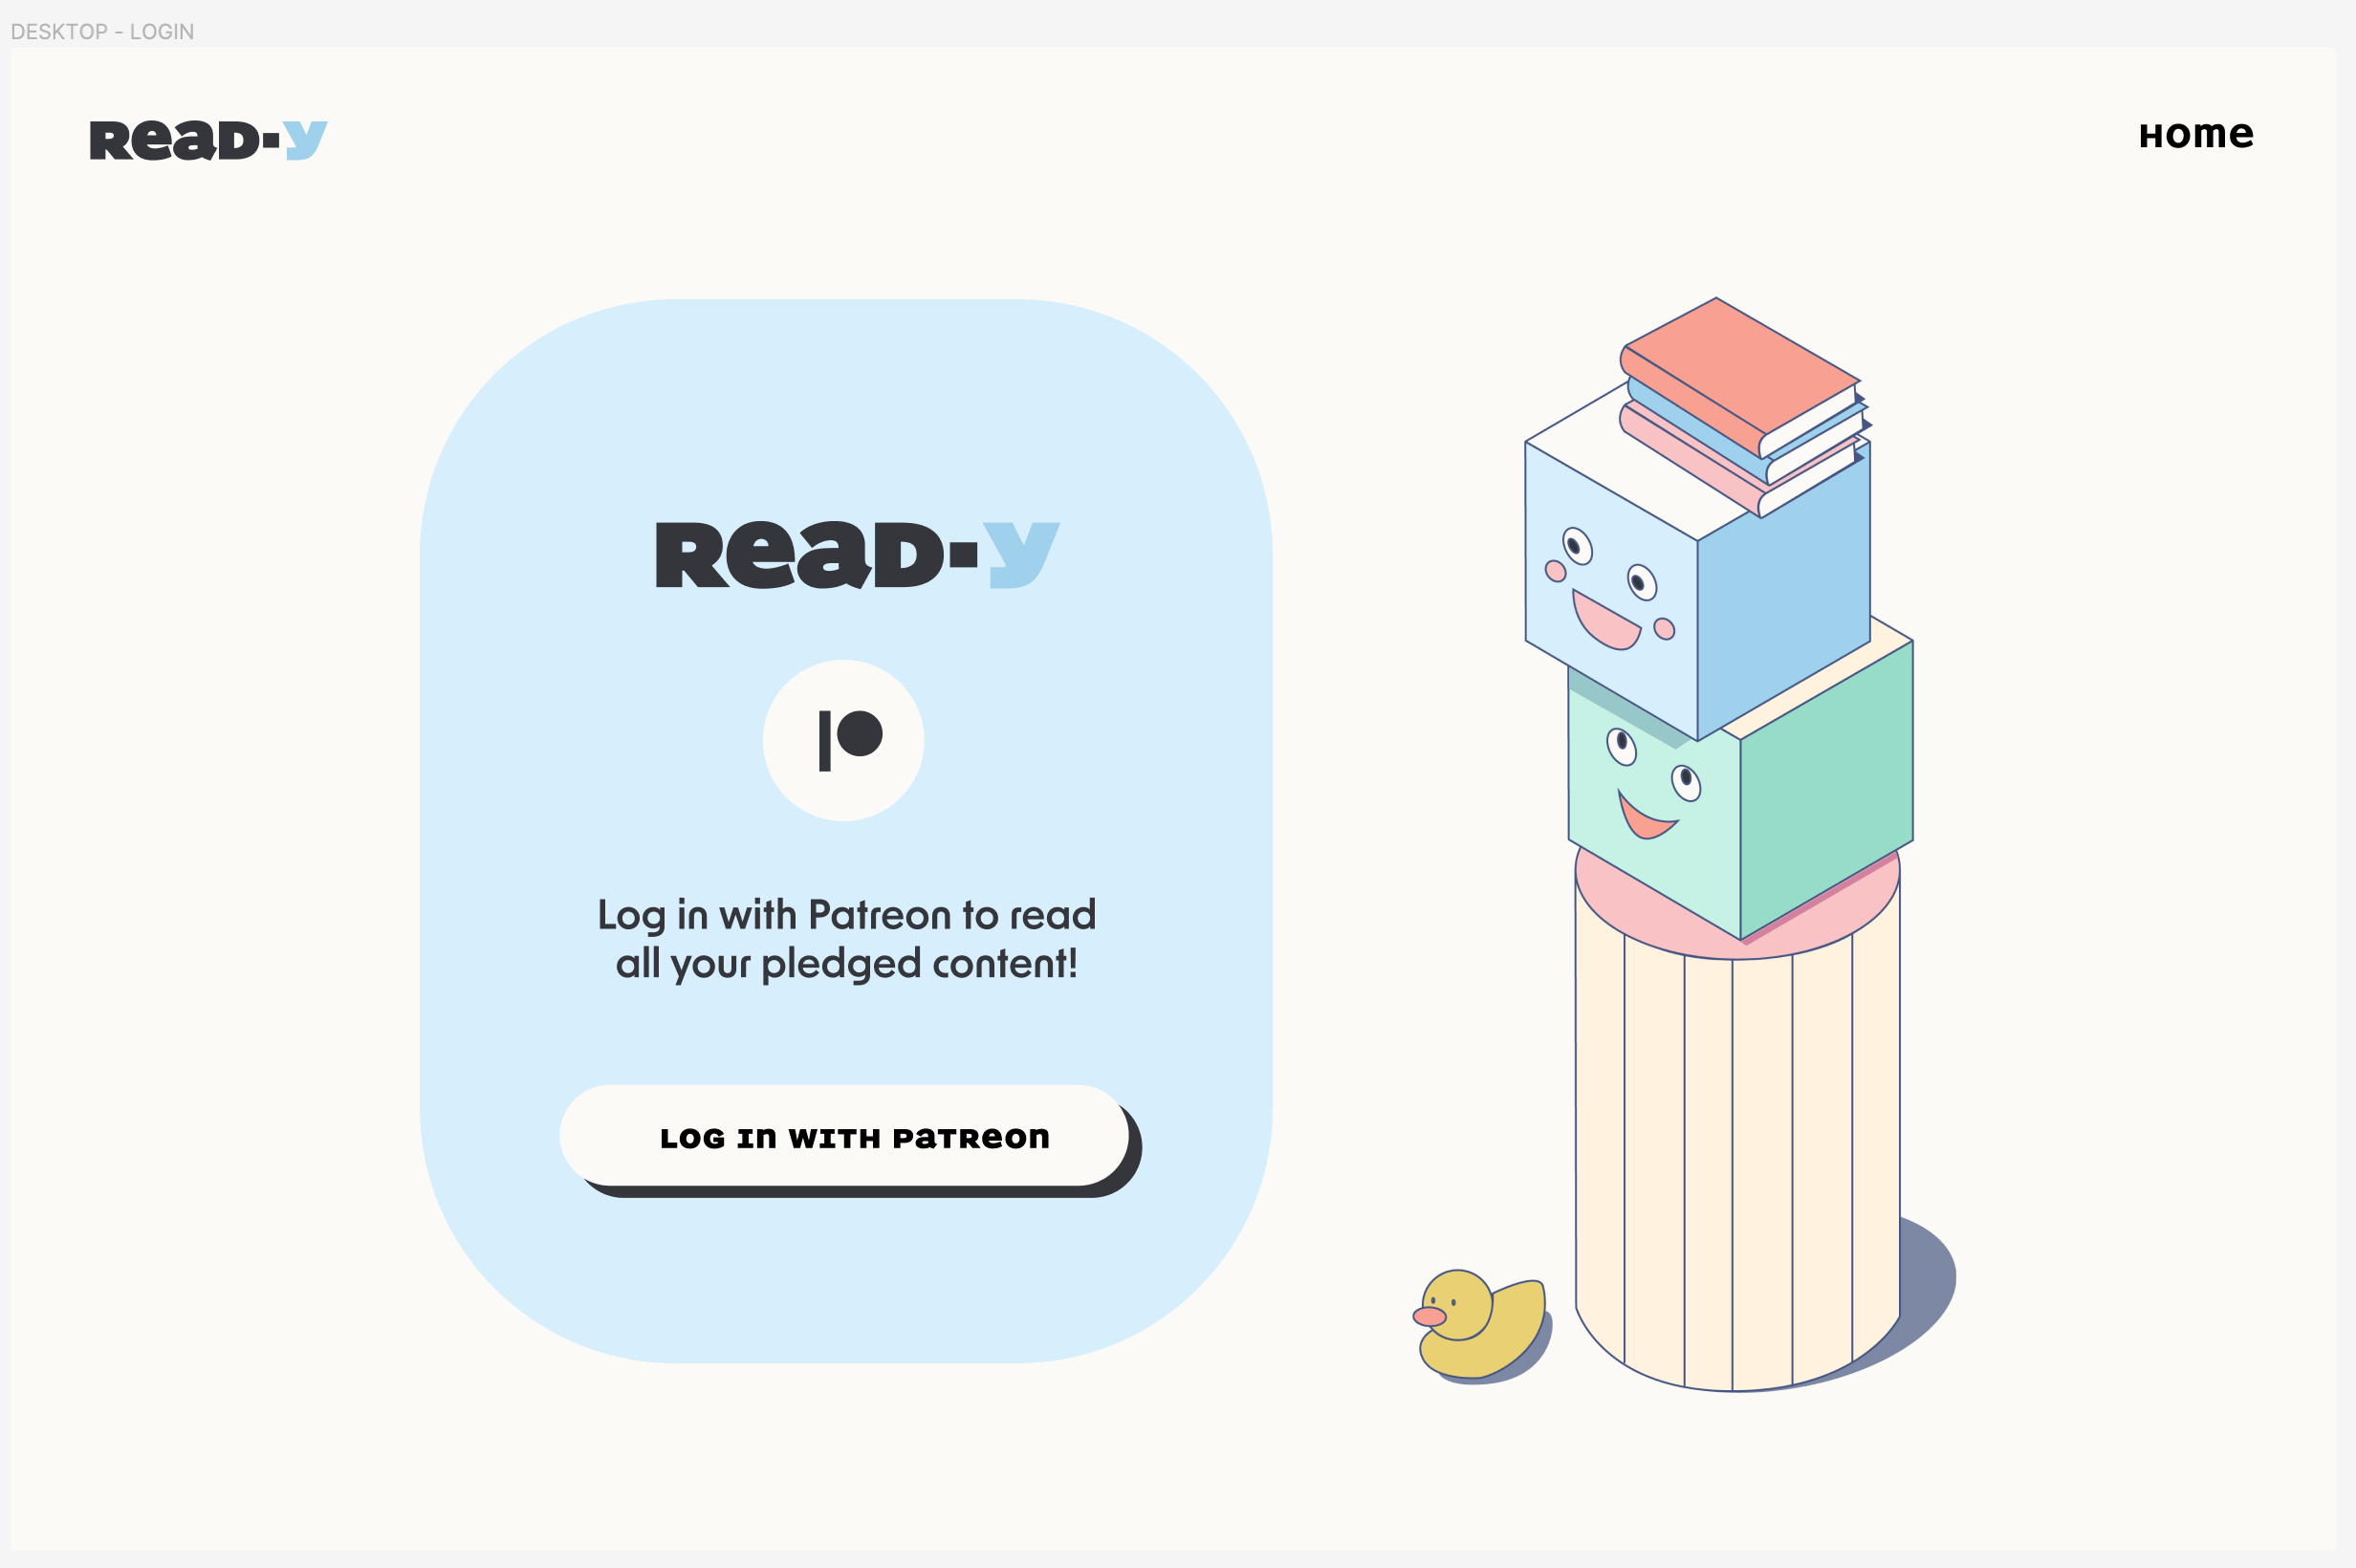 DESKTOP - LOGIN
Read-y
Home
Read-y
Log in with Patreon to read
all your pledged content!
Log in with Patreon